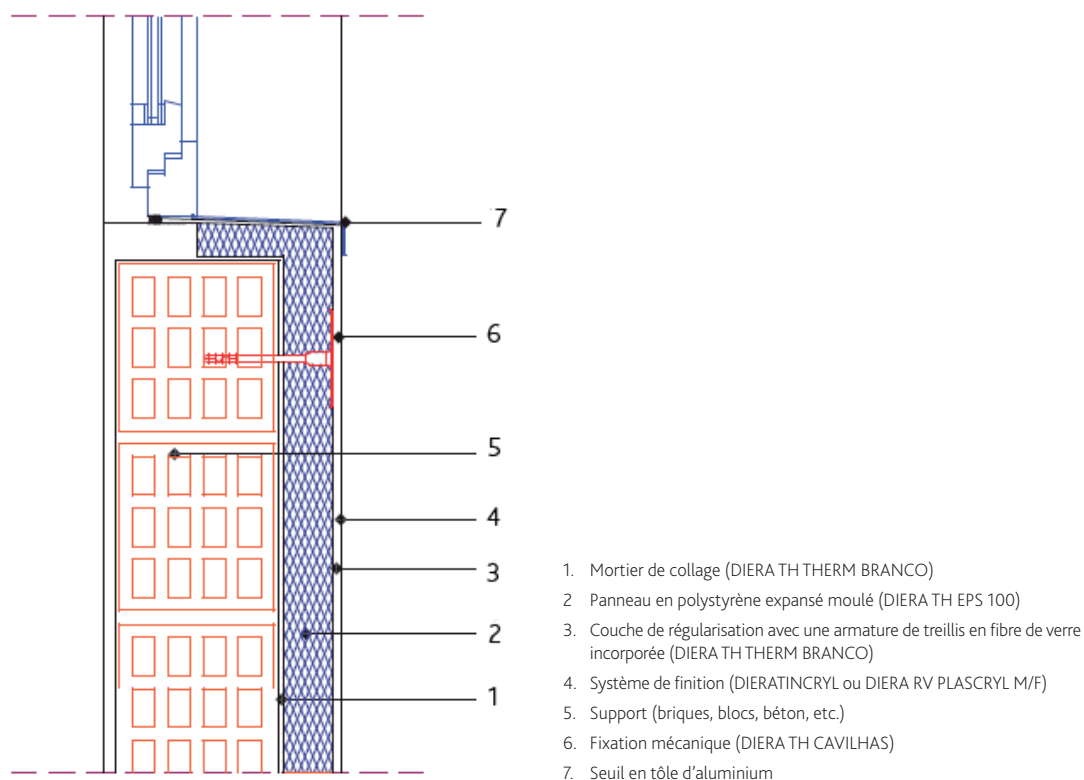 7
6
5
4
3
2
1
1. Mortier de collage (DIERA TH THERM BRANCO)
2 Panneau en polystyrène expansé moulé (DIERA TH EPS 100)
3. Couche de régularisation avec une armature de treillis en fibre de verre
incorporée (DIERA TH THERM BRANCO)
4. Système de finition (DIERATINCRYL ou DIERA RV PLASCRYL M/F)
5. Support (briques, blocs, béton, etc.)
6. Fixation mécanique (DIERA TH CAVILHAS)
7. Seuil en tôle d’aluminium